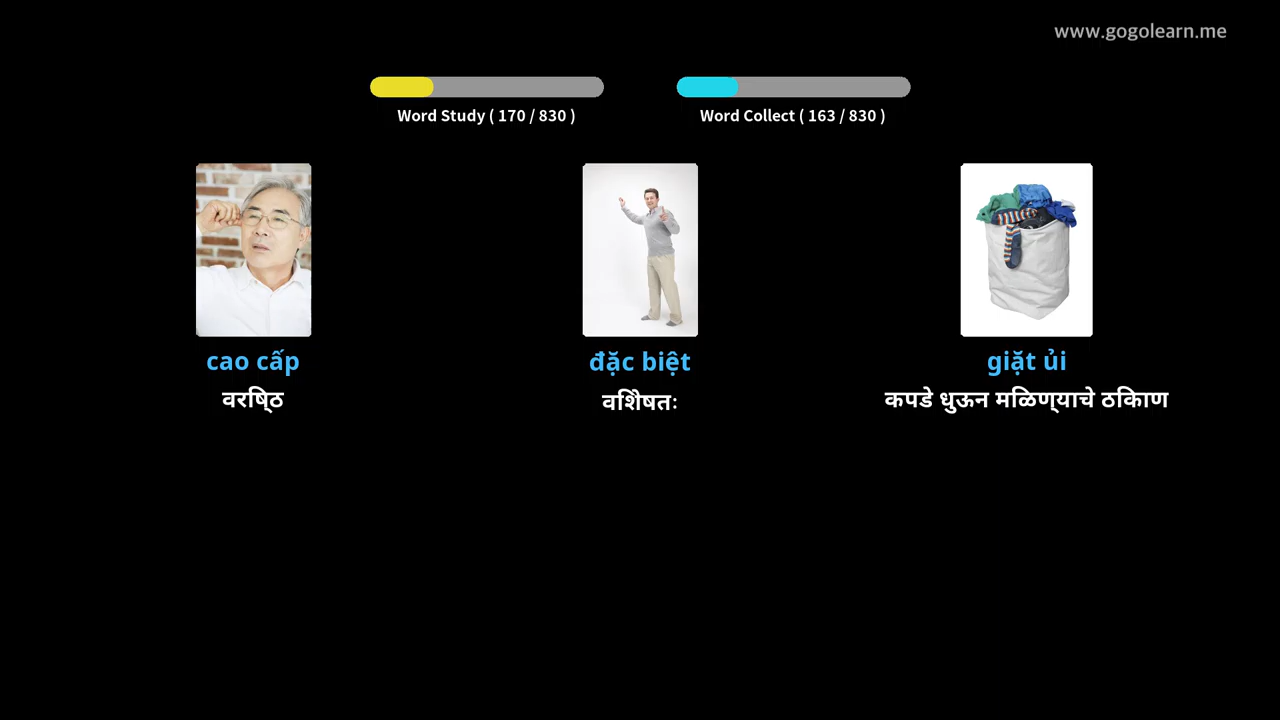 www.gogolearn.me
Word Study ( 170 / 830 )
Word Collect ( 163 / 830 )
cao cấp
đặc biệt
giặt ủi
वरिष्ठ
विशेषतः
कपडे धुऊन मिळण्याचे ठिकाण